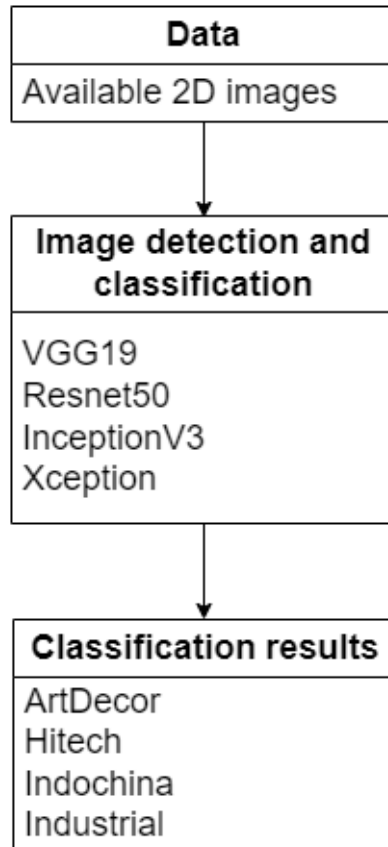 Data
Available 2D images
Image detection and
classification
VGG19
Resnet50
InceptionV3
Xception
Classification results
ArtDecor
Hitech
Indochina
Industrial